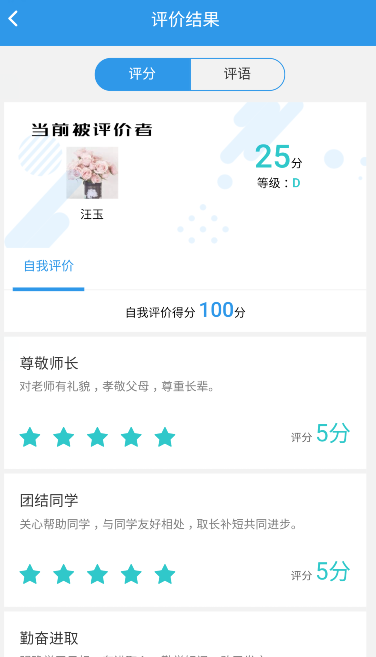 评价结果
评分
评语
当前被评价者
汪玉
25分
等级：D
自我评价
自我评价得分 100分
尊敬师长
对老师有礼貌，孝敬父母，尊重长辈。
评分 5分
团结同学
关心帮助同学，与同学友好相处，取长补短共同进步。
评分 5分
勤奋进取